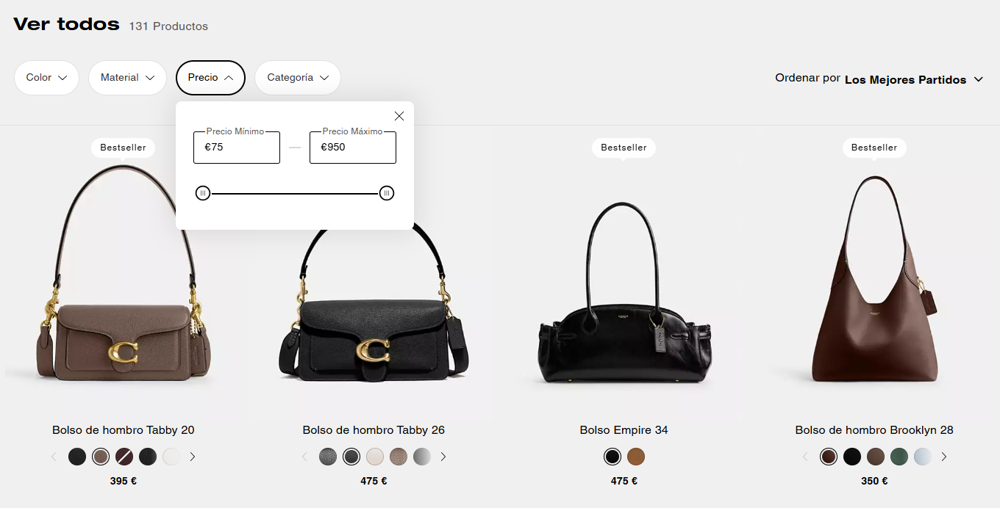 Ver todos 131 Productos
Color Material Precio Categoría Ordenar por Los Mejores Partidos
Precio Mínimo Precio Máximo
€75 — €950
Bestseller Bestseller Bestseller
Bolso de hombro Tabby 20 Bolso de hombro Tabby 26 Bolso Empire 34 Bolso de hombro Brooklyn 28
395 € 475 € 475 € 350 €